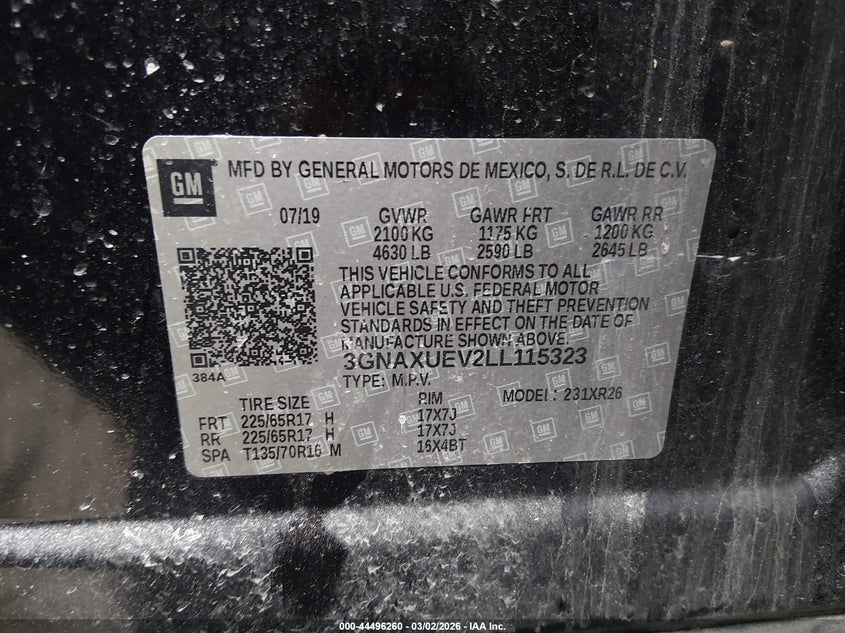 GM
MFD BY GENERAL MOTORS DE MEXICO, S. DE R.L. DE C.V.
07/19 GVWR GAWR FRT GAWR RR
2100 KG 1175 KG 1200 KG
4630 LB 2590 LB 2645 LB
THIS VEHICLE CONFORMS TO ALL
APPLICABLE U.S. FEDERAL MOTOR
VEHICLE SAFETY AND THEFT PREVENTION
STANDARDS IN EFFECT ON THE DATE OF
MANUFACTURE SHOWN ABOVE.
3GNAXUEV2LL115323
384A
TYPE: M.P.V. MODEL: 231XR26
TIRE SIZE RIM
FRT 225/65R17 H 17X7J
RR 225/65R17 H 17X7J
SPA T135/70R16 M 16X4BT
000-44496260 - 03/02/2026 - IAA Inc.